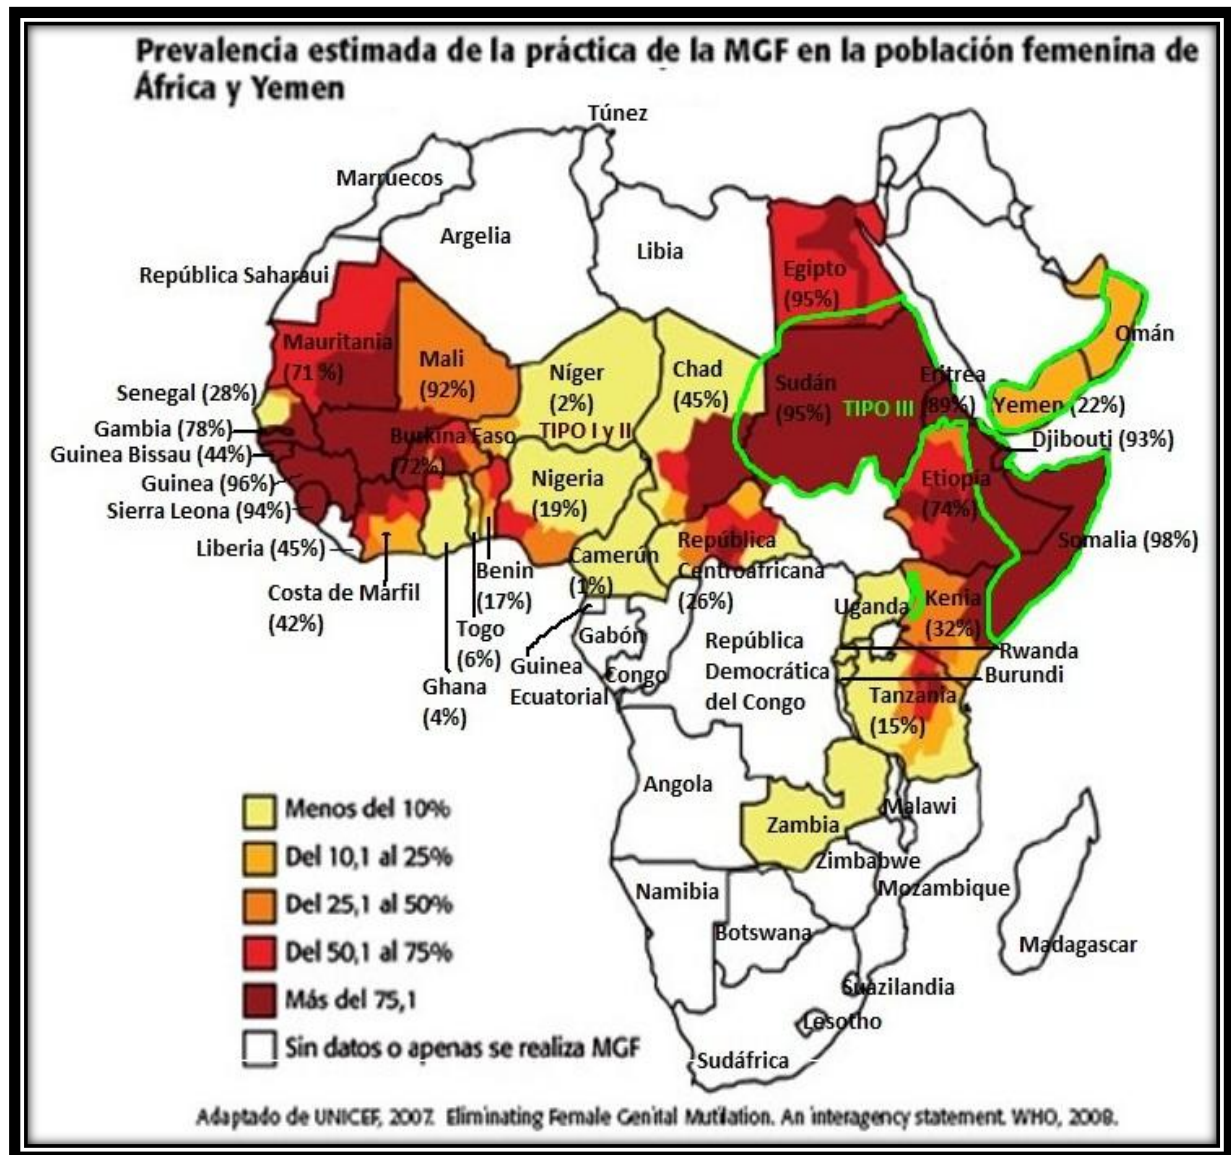 Prevalencia estimada de la práctica de la MGF en la población femenina de
África y Yemen
Túnez
Marruecos
Argelia
Libia
República Saharaui
Egipto
(95%)
Omán
Mauritania
(71%)
Mali
(92%)
Níger
(2%)
TIPO I y II
Chad
(45%)
Sudán
(95%)
TIPO III
Eritrea
(89%)
Yemen (22%)
Senegal (28%)
Gambia (78%)
Guinea Bissau (44%)
Guinea (96%)
Sierra Leona (94%)
Liberia (45%)
Costa de Marfil
(42%)
Burkina Faso
72%
Nigeria
(19%)
Djibouti (93%)
Etiopia
(74%)
Somalia (98%)
Benin
(17%)
Togo
(6%)
Ghana
(4%)
Camerún
(1%)
Guinea
Ecuatorial
República
Centroafricana
(26%)
Gabón
Congo
República
Democrática
del Congo
Uganda
Kenia
(32%)
Rwanda
Burundi
Tanzania
(15%)
Angola
Zambia
Malawi
Zimbabwe
Mozambique
Namibia
Botswana
Madagascar
Suazilandia
Lesotho
Sudáfrica
Menos del 10%
Del 10,1 al 25%
Del 25,1 al 50%
Del 50,1 al 75%
Más del 75,1
Sin datos o apenas se realiza MGF
Adaptado de UNICEF, 2007. Eliminating Female Genital Mutilation. An interagency statement. WHO, 2008.